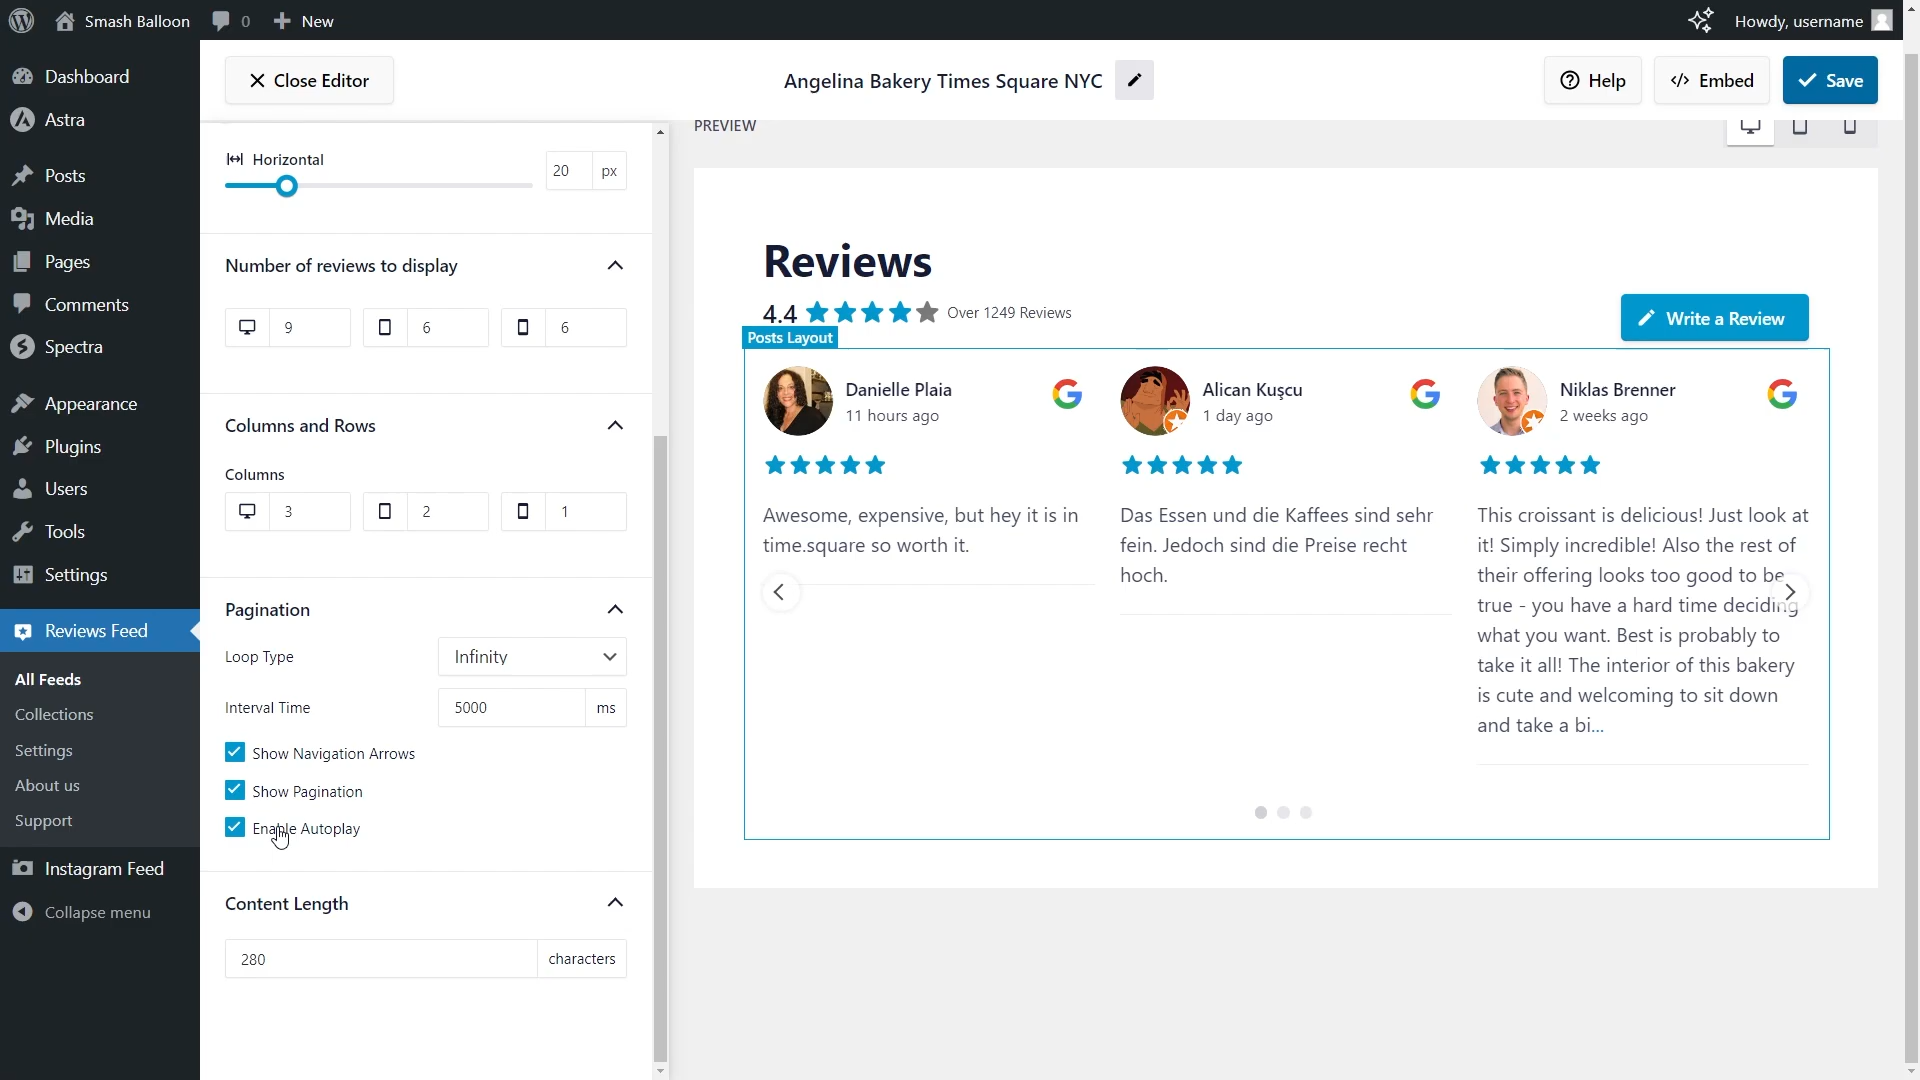 Smash Balloon 0 New Howdy, username
Dashboard
Astra
Posts
Media
Pages
Comments
Spectra
Appearance
Plugins
Users
Tools
Settings
Reviews Feed
All Feeds
Collections
Settings
About us
Support
Instagram Feed
Collapse menu
Close Editor Angelina Bakery Times Square NYC Help </> Embed Save
Horizontal 20 px
Number of reviews to display
9 6 6
Columns and Rows
Columns
3 2 1
Pagination
Loop Type Infinity
Interval Time 5000 ms
Show Navigation Arrows
Show Pagination
Enable Autoplay
Content Length
280 characters
PREVIEW
Reviews
4.4 Over 1249 Reviews
Write a Review
Posts Layout
Danielle Plaia
11 hours ago
Awesome, expensive, but hey it is in
time.square so worth it.
Alican Kuşcu
1 day ago
Das Essen und die Kaffees sind sehr
fein. Jedoch sind die Preise recht
hoch.
Niklas Brenner
2 weeks ago
This croissant is delicious! Just look at
it! Simply incredible! Also the rest of
their offering looks too good to be
true - you have a hard time deciding
what you want. Best is probably to
take it all! The interior of this bakery
is cute and welcoming to sit down
and take a bi...